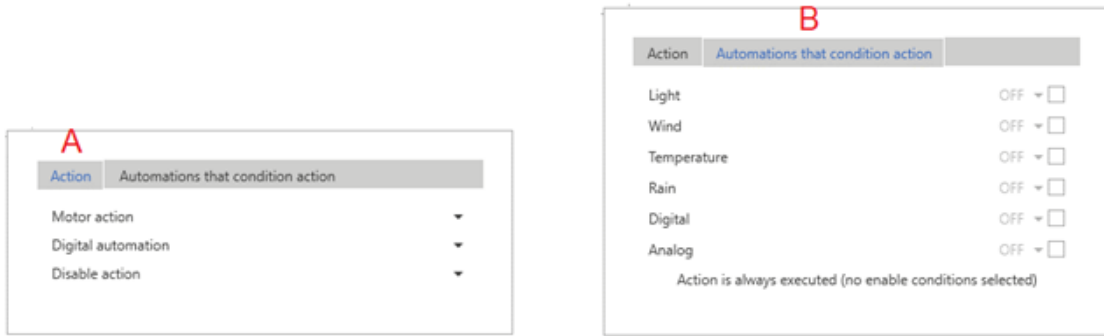 A
Action Automations that condition action
Motor action
Digital automation
Disable action
B
Action Automations that condition action
Light OFF
Wind OFF
Temperature OFF
Rain OFF
Digital OFF
Analog OFF
Action is always executed (no enable conditions selected)